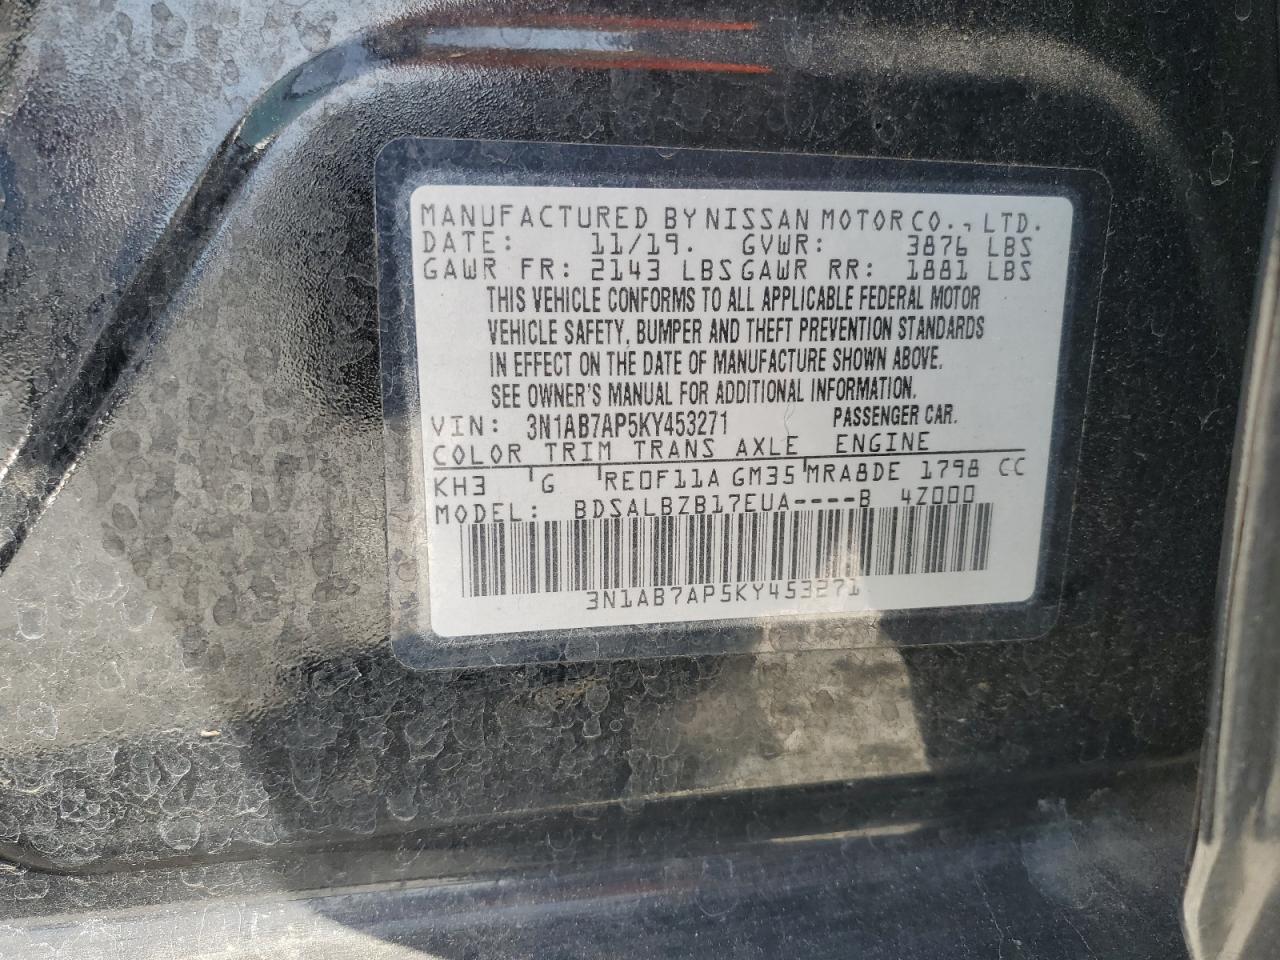 MANUFACTURED BY NISSAN MOTOR CO., LTD.
DATE: 11/19. GVWR: 3876 LBS
GAWR FR: 2143 LBS GAWR RR: 1881 LBS
THIS VEHICLE CONFORMS TO ALL APPLICABLE FEDERAL MOTOR
VEHICLE SAFETY, BUMPER AND THEFT PREVENTION STANDARDS
IN EFFECT ON THE DATE OF MANUFACTURE SHOWN ABOVE.
SEE OWNER'S MANUAL FOR ADDITIONAL INFORMATION.
VIN: 3N1AB7AP5KY453271 PASSENGER CAR.
COLOR TRIM TRANS AXLE ENGINE
KH3 G RE0F11A GM35 MRA8DE 1798 CC
MODEL: BDSALBZB17EUA----B 4Z000
3N1AB7AP5KY453271